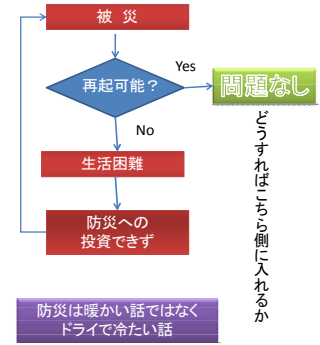 被 災
再起可能？
Yes
問題なし
No
生活困難
防災への
投資できず
どうすればこちら側に入れるか
防災は暖かい話ではなく
ドライで冷たい話